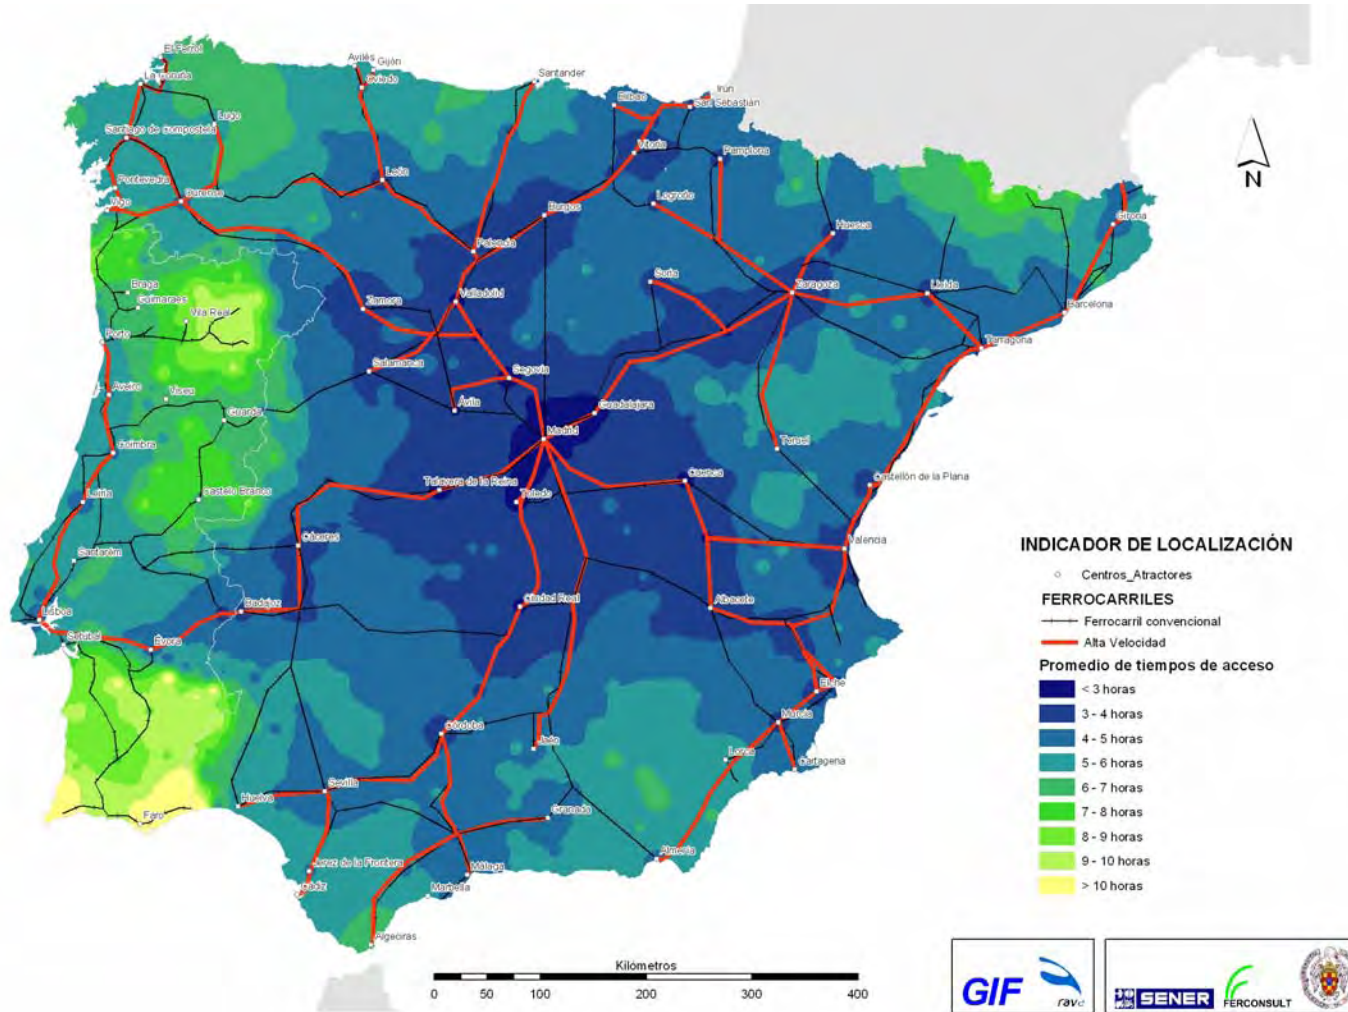 El Ferrol
La Coruña
Lugo
Santiago de Compostela
Pontevedra
Vigo
Ourense
Avilés
Gijón
Oviedo
Santander
Bilbao
Irún
San Sebastián
Vitoria
Pamplona
León
Burgos
Logroño
Huesca
Palencia
Girona
Braga
Guimaraes
Vila Real
Porto
Zamora
Valladolid
Soria
Zaragoza
Lleida
Barcelona
Tarragona
Salamanca
Segovia
Ávila
Guadalajara
Madrid
Aveiro
Viseu
Guarda
Coimbra
Teruel
Leiria
Castelo Branco
Talavera de la Reina
Toledo
Cuenca
Castellón de la Plana
Santarem
Cáceres
Valencia
Lisboa
Setúbal
Évora
Badajoz
Ciudad Real
Albacete
Elche
Murcia
Cartagena
Lorca
Córdoba
Jaén
Huelva
Sevilla
Granada
Faro
Jerez de la Frontera
Cádiz
Málaga
Marbella
Almería
Algeciras
N
INDICADOR DE LOCALIZACIÓN
Centros_Atractores
FERROCARRILES
Ferrocarril convencional
Alta Velocidad
Promedio de tiempos de acceso
< 3 horas
3 - 4 horas
4 - 5 horas
5 - 6 horas
6 - 7 horas
7 - 8 horas
8 - 9 horas
9 - 10 horas
> 10 horas
Kilómetros
0 50 100 200 300 400
GIF
rave
SENER
FERCONSULT